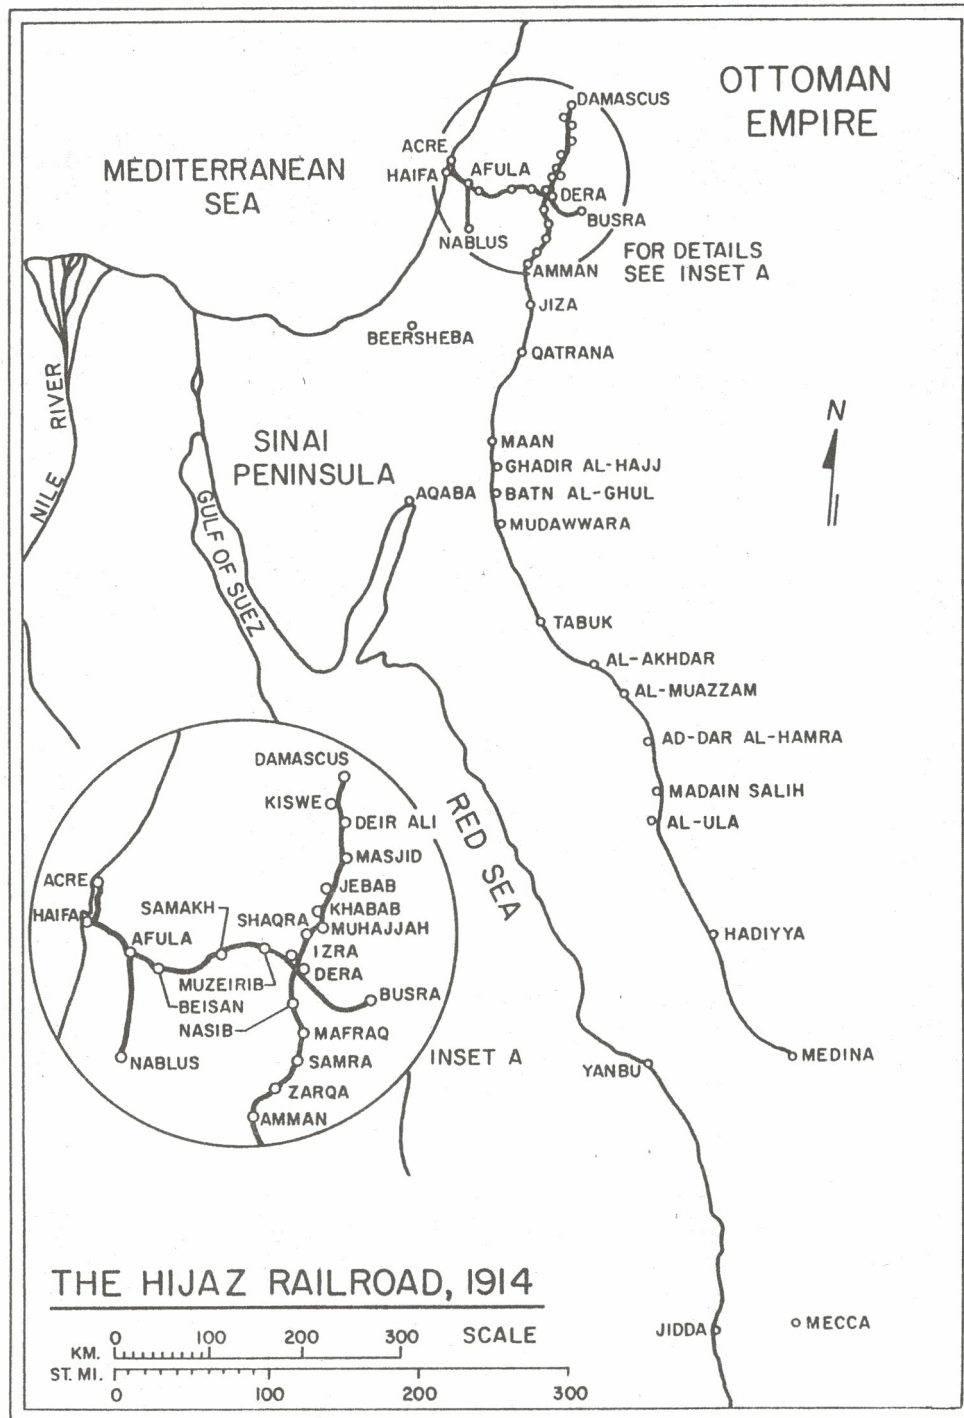 OTTOMAN
EMPIRE
DAMASCUS
ACRE
HAIFA
AFULA
DERA
BUSRA
NABLUS
MEDITERRANEAN
SEA
FOR DETAILS
SEE INSET A
AMMAN
JIZA
BEERSHEBA
QATRANA
NILE RIVER
N
SINAI
PENINSULA
MAAN
GHADIR AL-HAJJ
AQABA
BATN AL-GHUL
MUDAWWARA
GULF OF SUEZ
TABUK
AL-AKHDAR
AL-MUAZZAM
AD-DAR AL-HAMRA
MADAIN SALIH
AL-ULA
RED SEA
HADIYYA
MEDINA
YANBU
JIDDA
MECCA
DAMASCUS
KISWE
DEIR ALI
MASJID
ACRE
JEBAB
HAIFA
SAMAKH
SHAQRA
KHABAB
MUHAJJAH
AFULA
IZRA
DERA
MUZEIRIB
BEISAN
BUSRA
NASIB
MAFRAQ
NABLUS
SAMRA
INSET A
ZARQA
AMMAN
THE HIJAZ RAILROAD, 1914
0 100 200 300 SCALE
KM.
ST. MI.
0 100 200 300